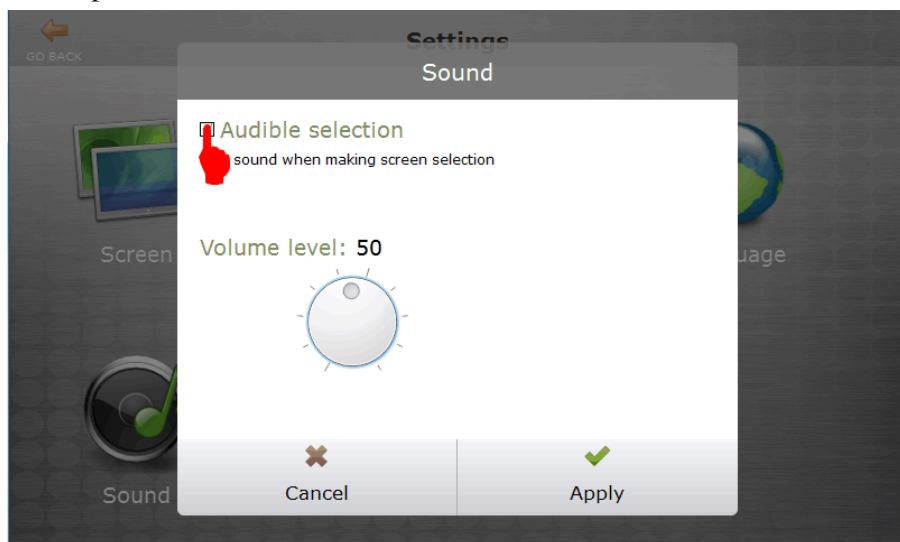 Settings
GO BACK
Sound
Audible selection
sound when making screen selection
Volume level: 50
Screen
uage
Sound
Cancel
Apply